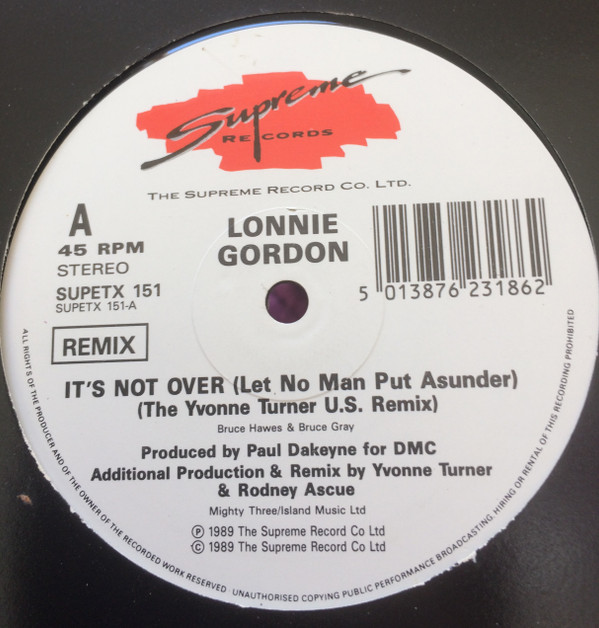 Supreme
RECORDS
THE SUPREME RECORD CO. LTD.
A
45 RPM
STEREO
SUPETX 151
SUPETX 151-A
LONNIE
GORDON
5 013876 231862
REMIX
IT'S NOT OVER (Let No Man Put Asunder)
(The Yvonne Turner U.S. Remix)
Bruce Hawes & Bruce Gray
Produced by Paul Dakeyne for DMC
Additional Production & Remix by Yvonne Turner
& Rodney Ascue
Mighty Three/Island Music Ltd
Ⓟ 1989 The Supreme Record Co Ltd
© 1989 The Supreme Record Co Ltd
ALL RIGHTS OF THE PRODUCER AND OF THE OWNER OF THE RECORDED WORK RESERVED · UNAUTHORISED COPYING PUBLIC PERFORMANCE BROADCASTING, HIRING OR RENTAL OF THIS RECORDING PROHIBITED